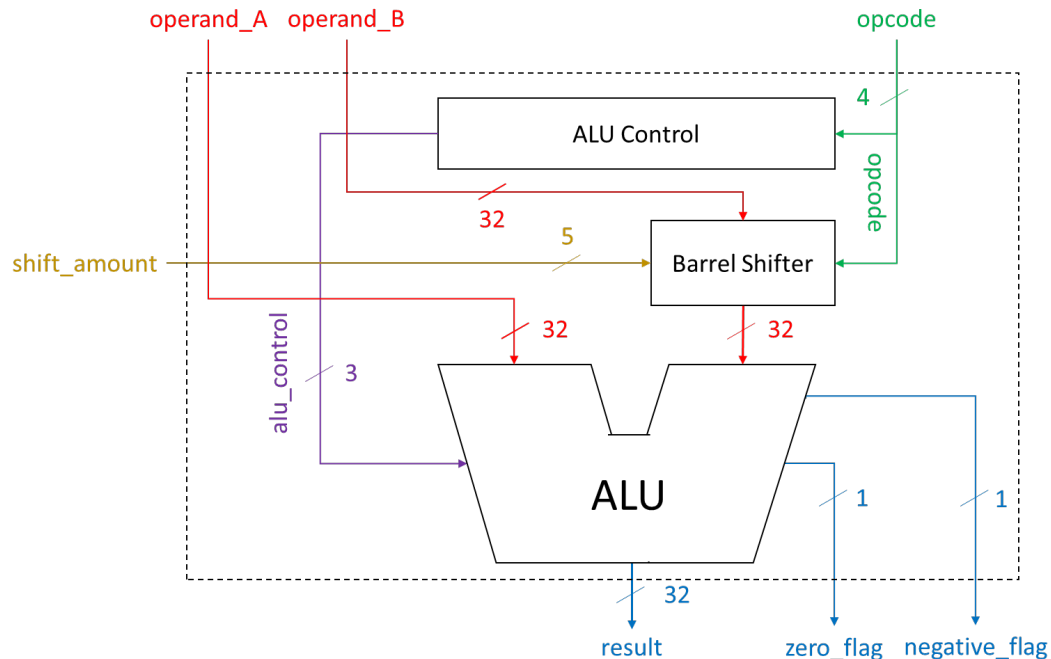 operand_A
operand_B
opcode
4
ALU Control
opcode
32
5
shift_amount
Barrel Shifter
32
32
alu_control
3
ALU
1
1
32
result
zero_flag
negative_flag